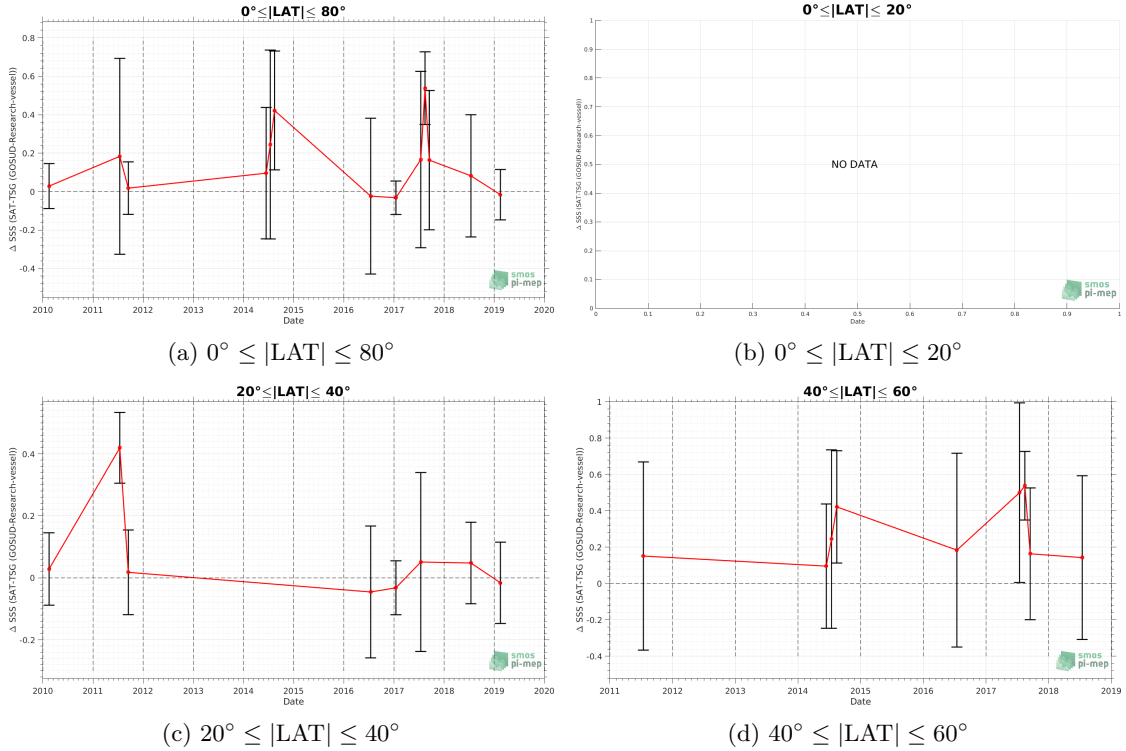 0°≤|LAT|≤ 80°
Δ SSS (SAT-TSG (GOSUD-Research-vessel))
0.8
0.6
0.4
0.2
0
-0.2
-0.4
2010 2011 2012 2013 2014 2015 2016 2017 2018 2019 2020
Date
smos
pi-mep
(a) 0° ≤ |LAT| ≤ 80°
0°≤|LAT|≤ 20°
Δ SSS (SAT-TSG (GOSUD-Research-vessel))
1
0.9
0.8
0.7
0.6
0.5
0.4
0.3
0.2
0.1
0
NO DATA
0 0.1 0.2 0.3 0.4 0.5 0.6 0.7 0.8 0.9 1
Date
smos
pi-mep
(b) 0° ≤ |LAT| ≤ 20°
20°≤|LAT|≤ 40°
Δ SSS (SAT-TSG (GOSUD-Research-vessel))
0.4
0.2
0
-0.2
2010 2011 2012 2013 2014 2015 2016 2017 2018 2019 2020
Date
smos
pi-mep
(c) 20° ≤ |LAT| ≤ 40°
40°≤|LAT|≤ 60°
Δ SSS (SAT-TSG (GOSUD-Research-vessel))
1
0.8
0.6
0.4
0.2
0
-0.2
-0.4
2011 2012 2013 2014 2015 2016 2017 2018 2019
Date
smos
pi-mep
(d) 40° ≤ |LAT| ≤ 60°